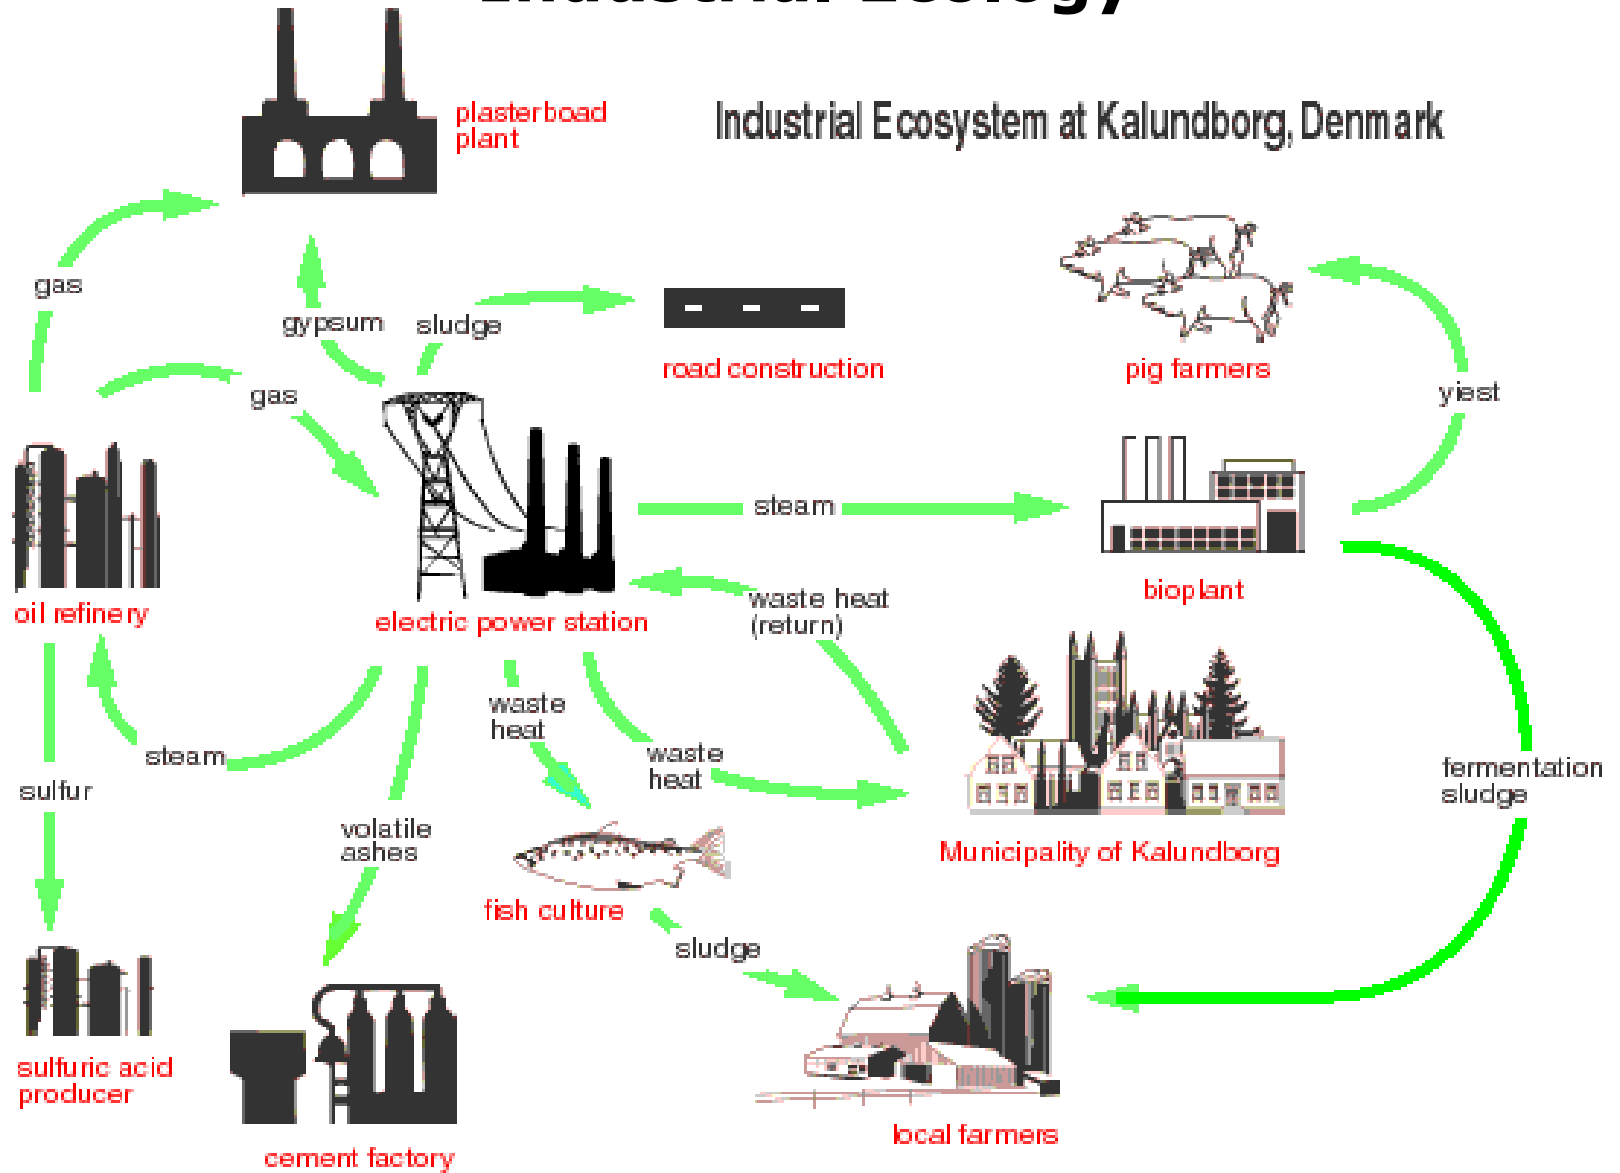 Industrial Ecology
plasterboad
plant
Industrial Ecosystem at Kalundborg, Denmark
gas
gypsum
sludge
road construction
pig farmers
gas
yiest
steam
oil refinery
electric power station
waste heat
(return)
bioplant
waste
heat
steam
waste
heat
sulfur
fermentation
sludge
volatile
ashes
Municipality of Kalundborg
fish culture
sludge
sulfuric acid
producer
local farmers
cement factory